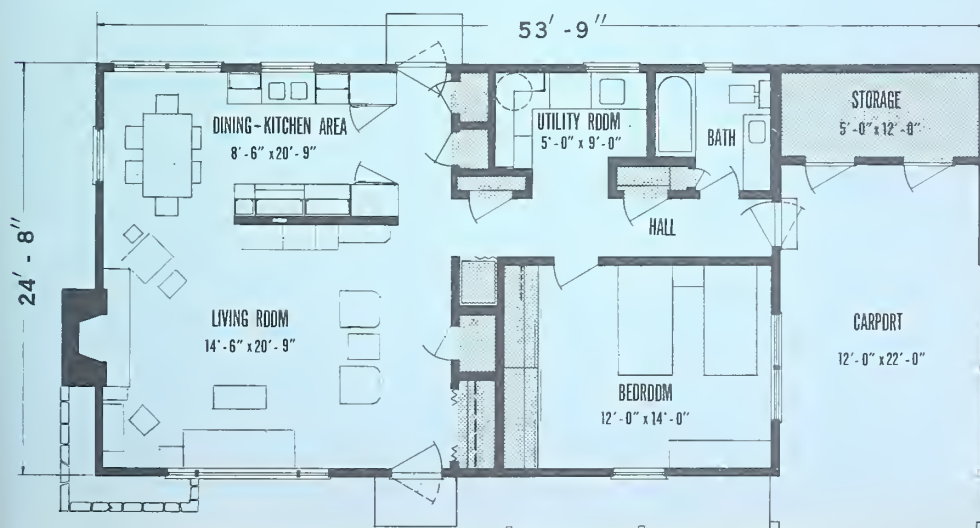 53' - 9"
DINING-KITCHEN AREA
8'-6" x 20'-9"
UTILITY ROOM
5'-0" x 9'-0"
BATH
STORAGE
5'-0" x 12'-0"
HALL
24' - 8"
LIVING ROOM
14'-6" x 20'-9"
BEDROOM
12'-0" x 14'-0"
CARPORT
12'-0" x 22'-0"